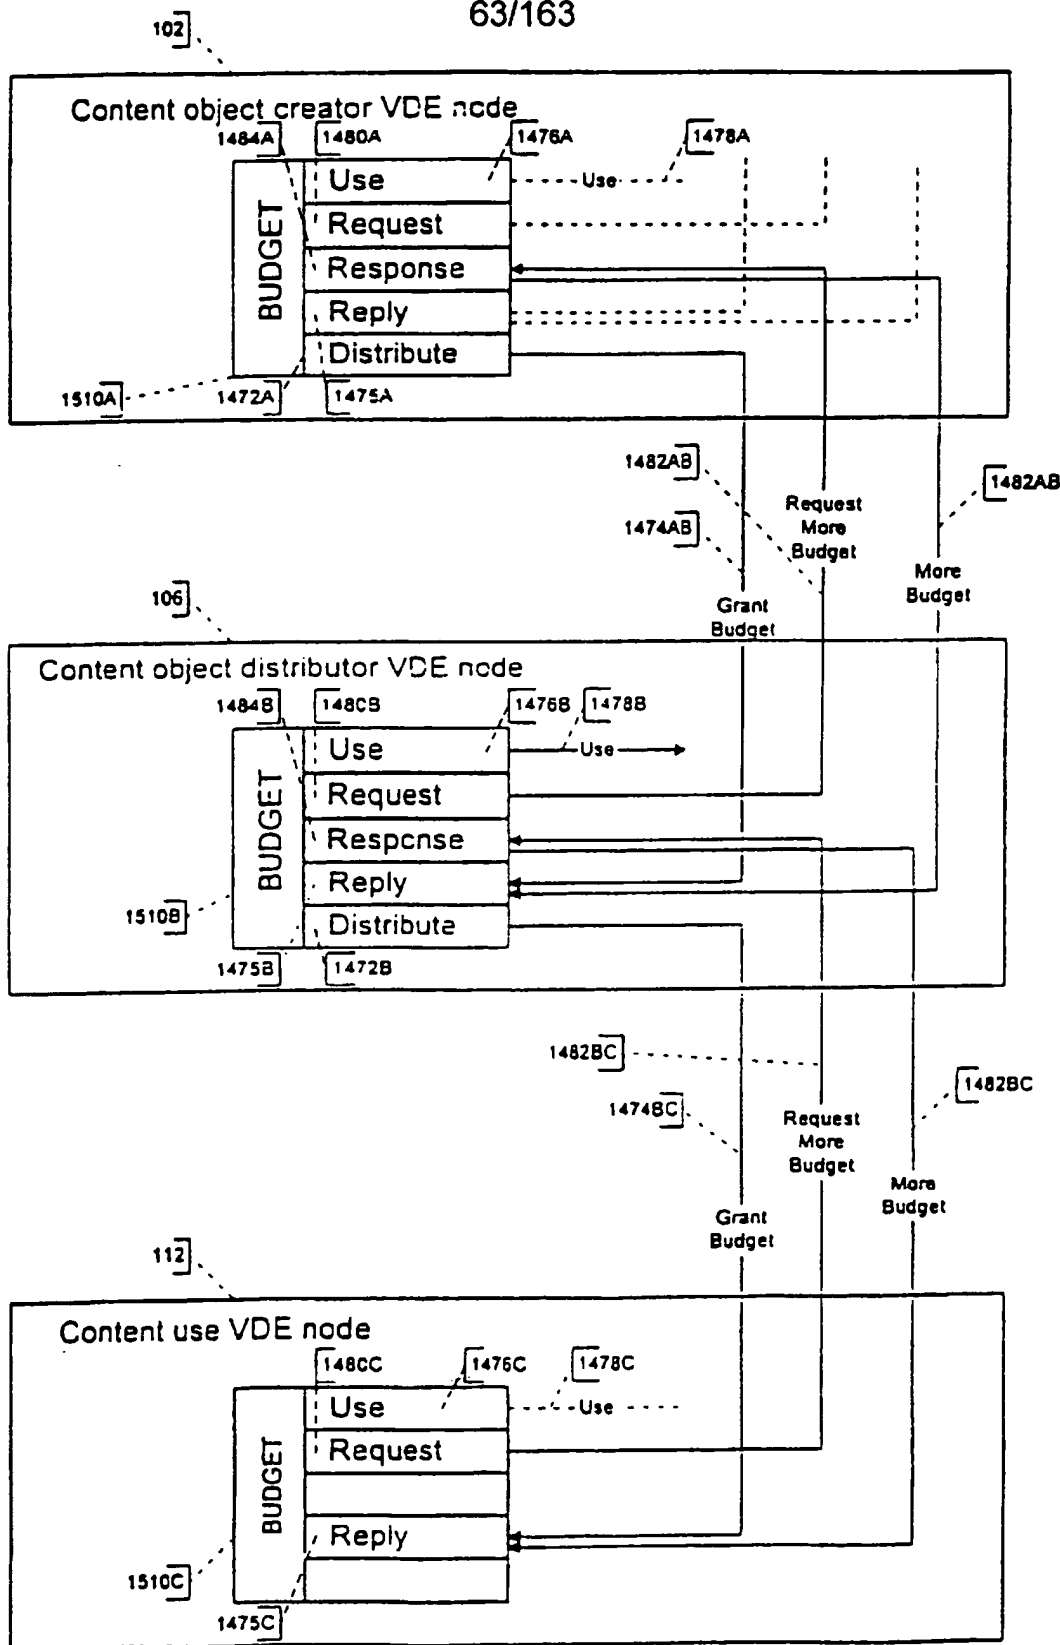 63/163
102
Content object creator VDE node
1484A
1480A
1476A
1478A
BUDGET
Use
Use
Request
Response
Reply
Distribute
1510A
1472A
1475A
1482AB
1482AB
Request
More
Budget
1474AB
More
Budget
Grant
Budget
106
Content object distributor VDE node
1484B
1480B
1476B
1478B
BUDGET
Use
Use
Request
Response
Reply
Distribute
1510B
1475B
1472B
1482BC
1482BC
1474BC
Request
More
Budget
More
Budget
Grant
Budget
112
Content use VDE node
1480C
1476C
1478C
BUDGET
Use
Use
Request
Reply
1510C
1475C